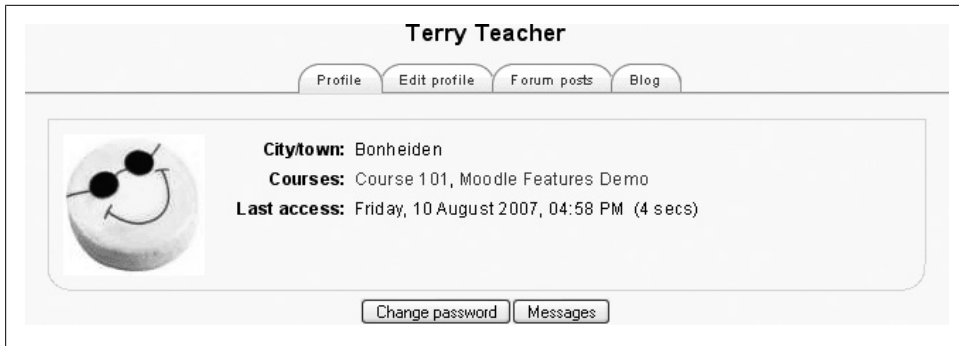 Terry Teacher
Profile Edit profile Forum posts Blog
City/town: Bonheiden
Courses: Course 101, Moodle Features Demo
Last access: Friday, 10 August 2007, 04:58 PM (4 secs)
Change password Messages